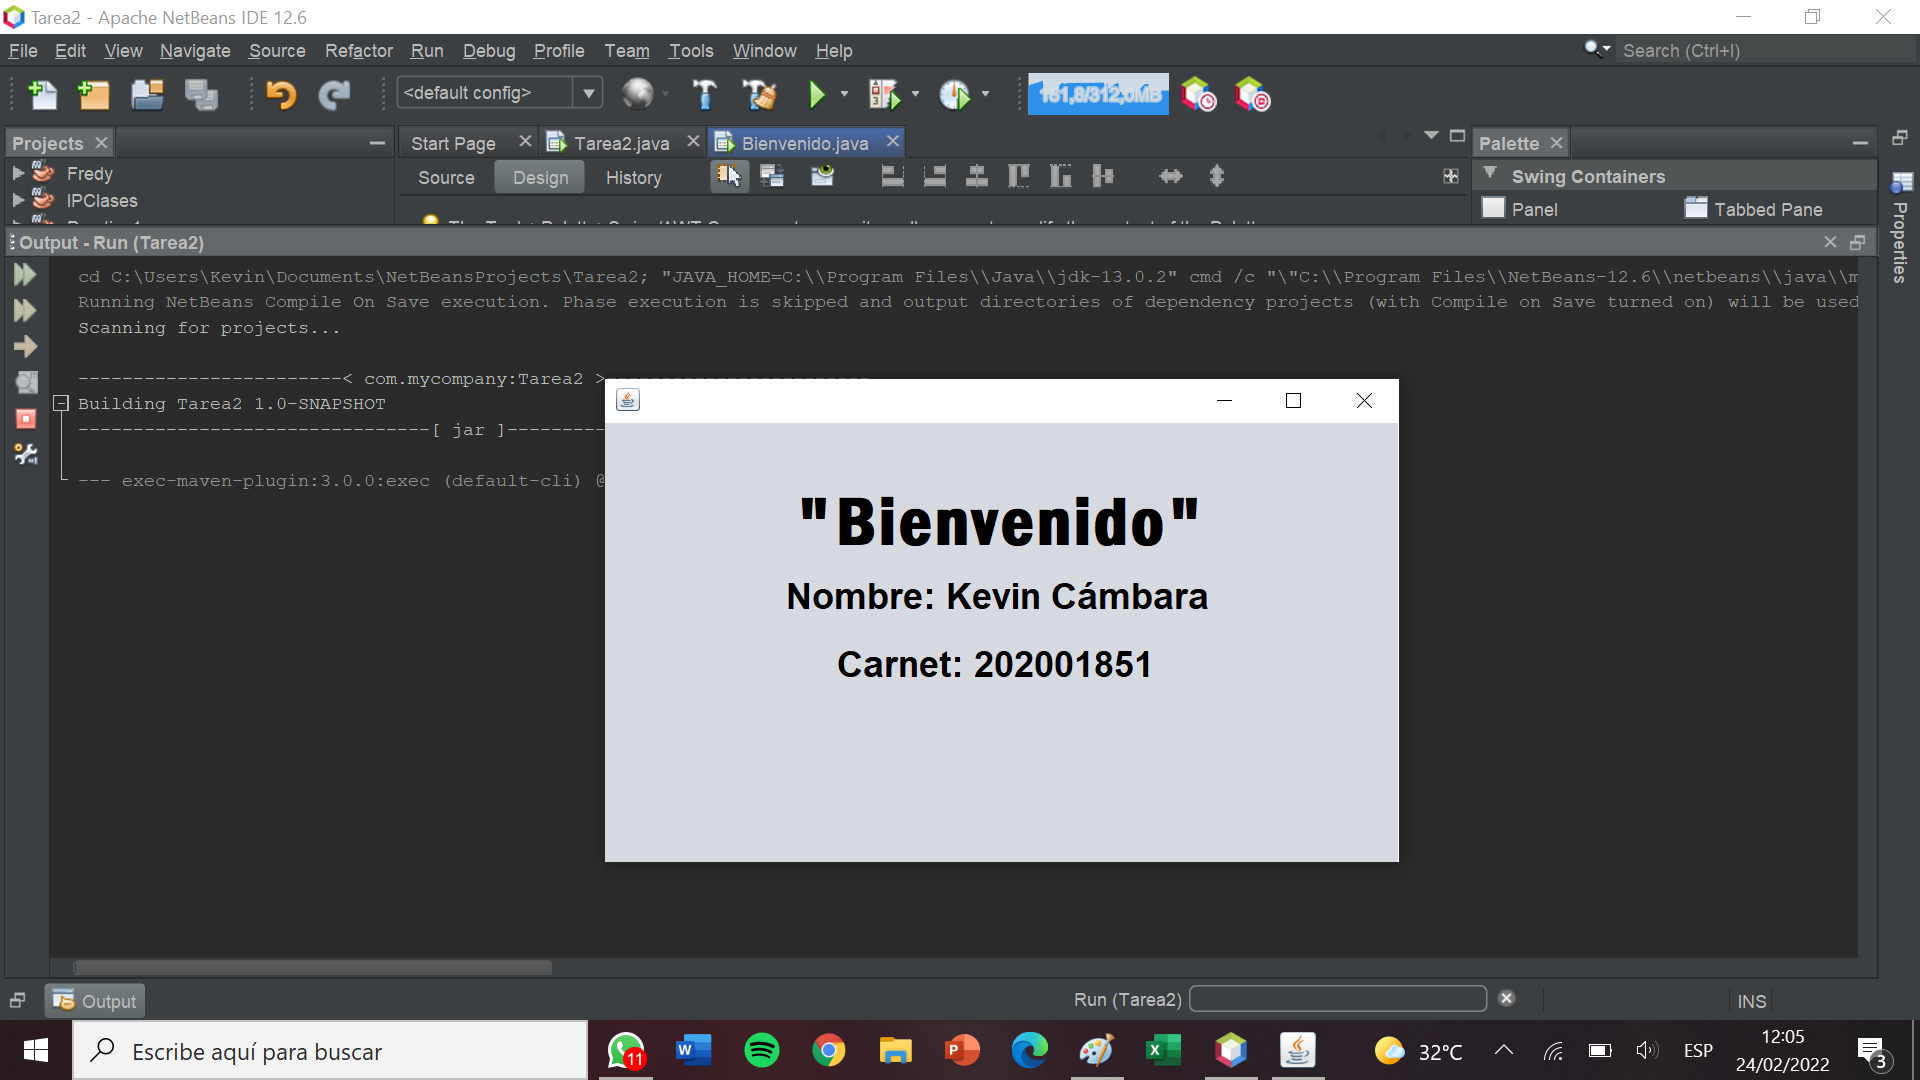 Tarea2 - Apache NetBeans IDE 12.6
File Edit View Navigate Source Refactor Run Debug Profile Team Tools Window Help
Search (Ctrl+I)
<default config>
181,8/312,0MB
Projects
Start Page
Tarea2.java
Bienvenido.java
Palette
Fredy
IPClases
Source Design History
Swing Containers
Panel
Tabbed Pane
Properties
Output - Run (Tarea2)
cd C:\Users\Kevin\Documents\NetBeansProjects\Tarea2; "JAVA_HOME=C:\\Program Files\\Java\\jdk-13.0.2" cmd /c "\"C:\\Program Files\\NetBeans-12.6\\netbeans\\java\\m
Running NetBeans Compile On Save execution. Phase execution is skipped and output directories of dependency projects (with Compile on Save turned on) will be used
Scanning for projects...
------------------------< com.mycompany:Tarea2 >
Building Tarea2 1.0-SNAPSHOT
--------------------------------[ jar ]---------
--- exec-maven-plugin:3.0.0:exec (default-cli) @
"Bienvenido"
Nombre: Kevin Cámbara
Carnet: 202001851
Output
Run (Tarea2)
INS
Escribe aquí para buscar
11
32°C
ESP
12:05
24/02/2022
3